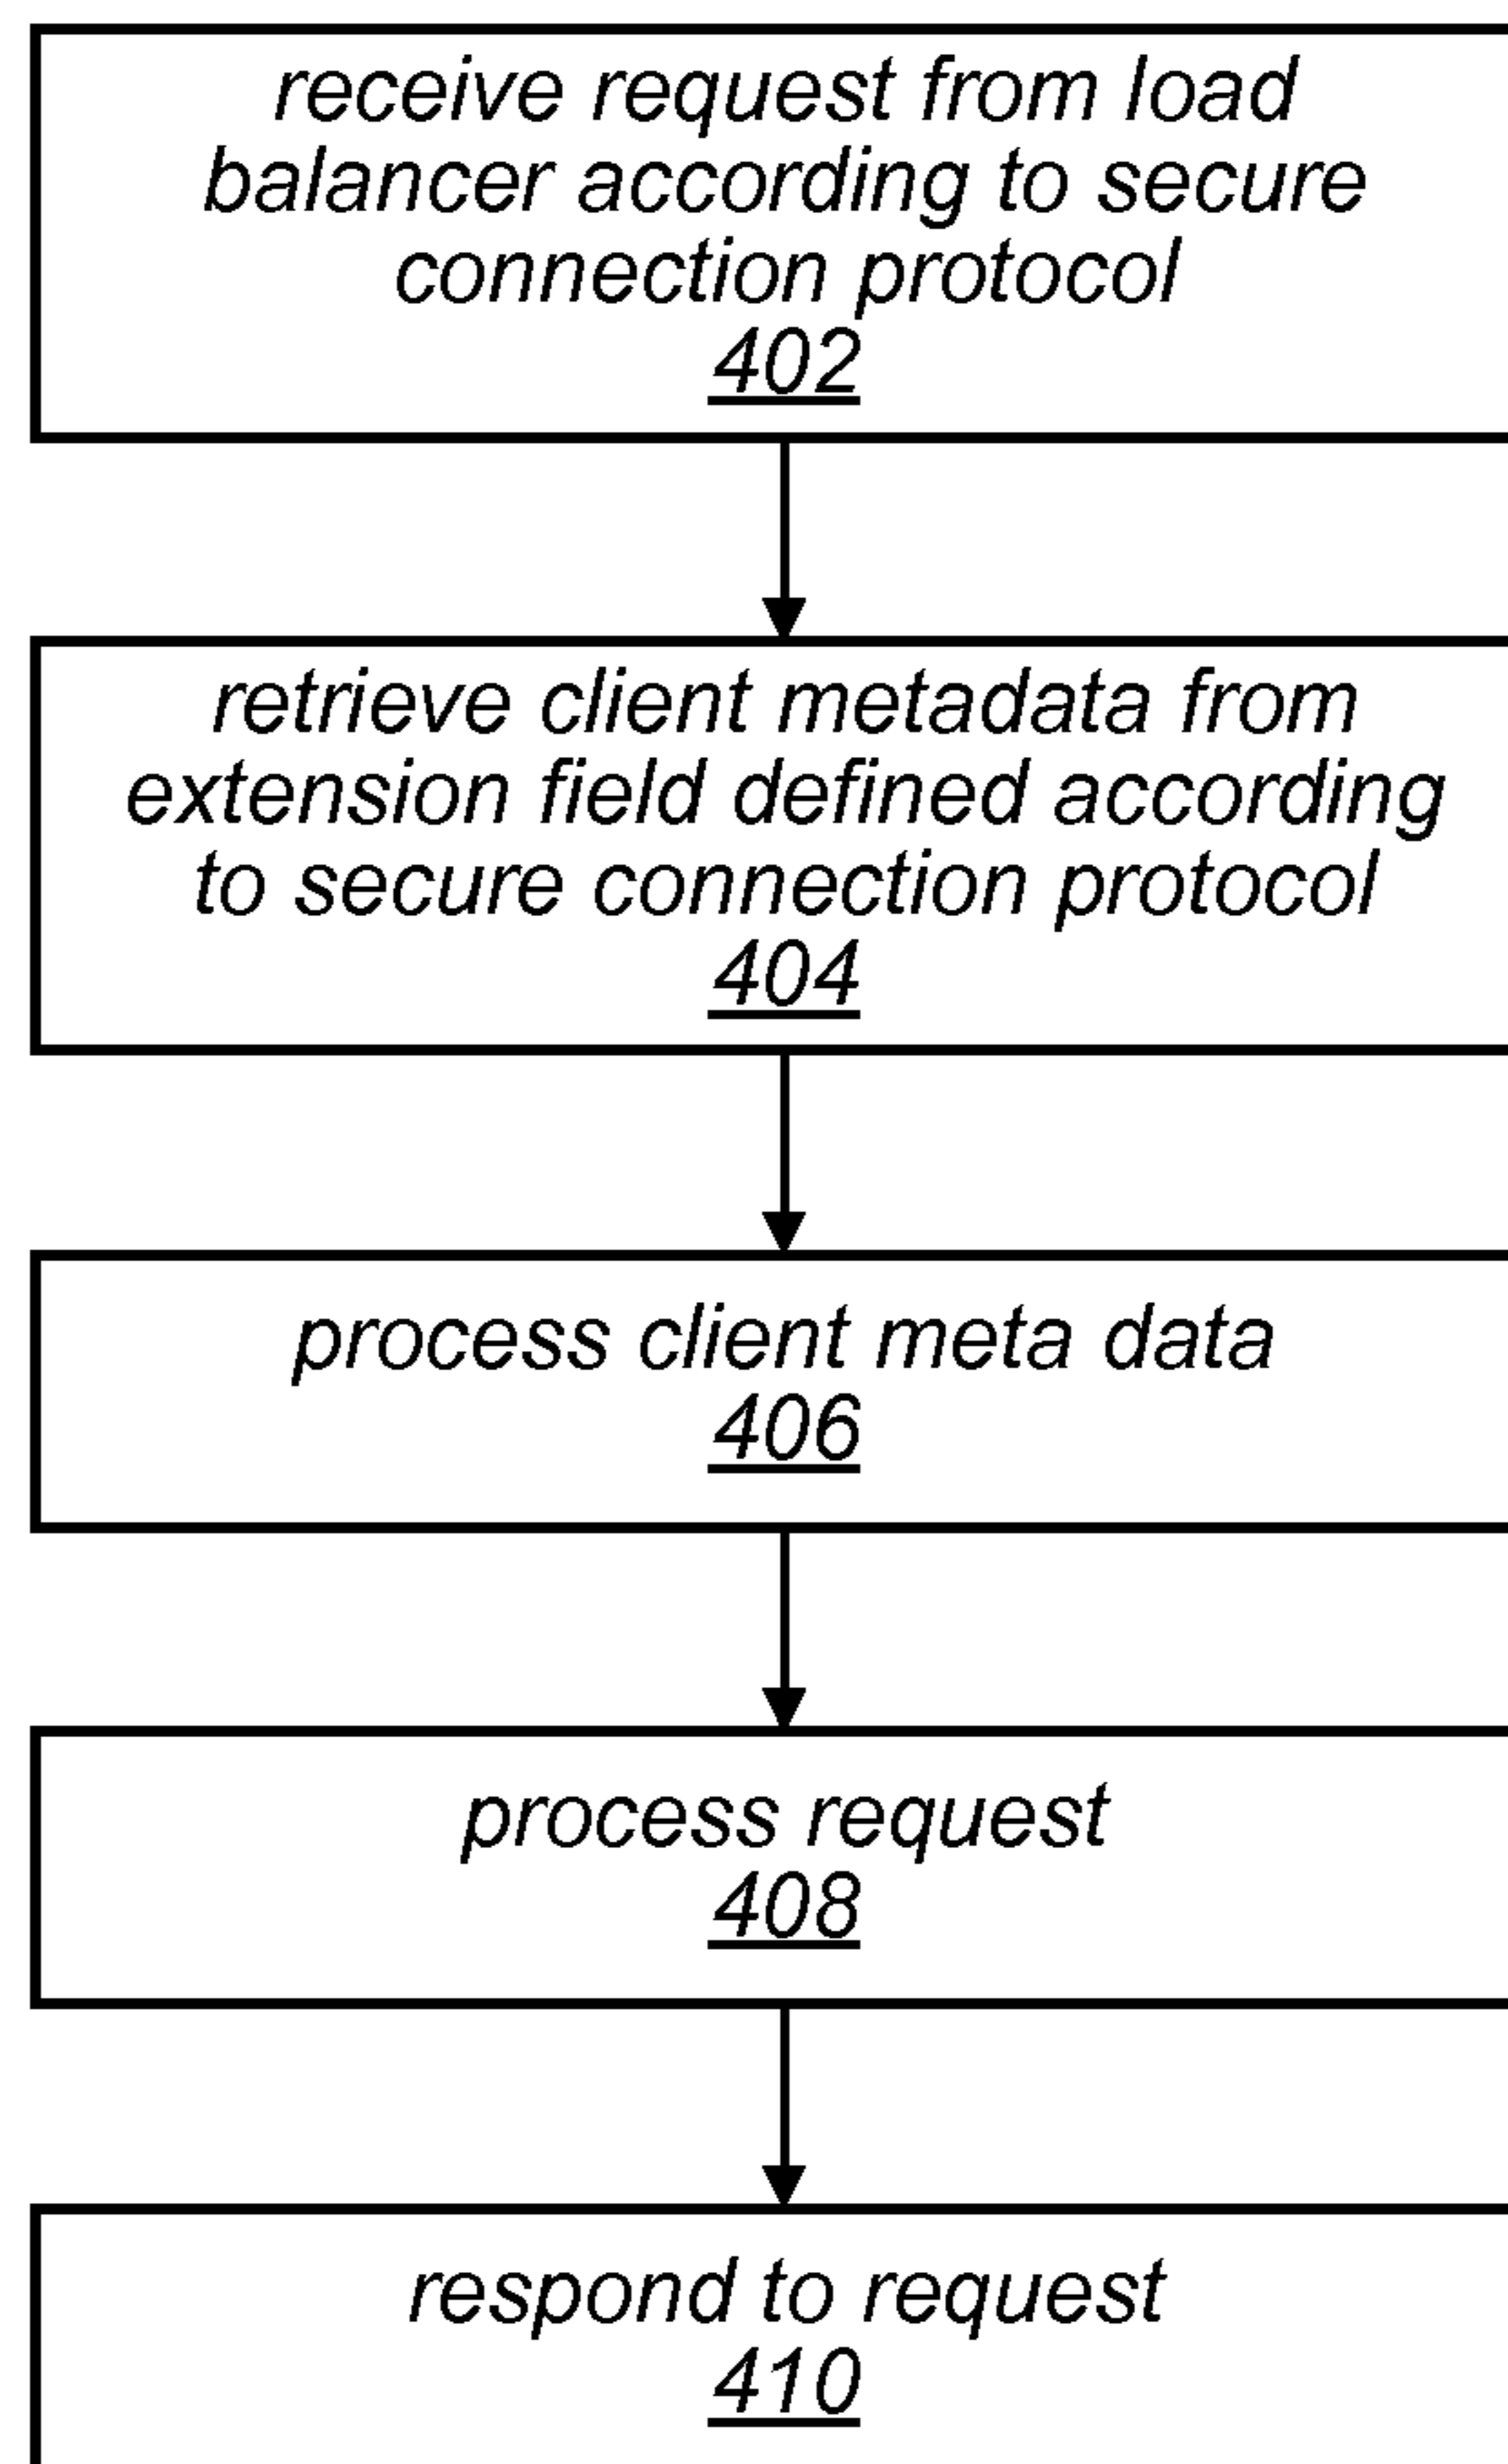 receive request from load
balancer according to secure
connection protocol
402
retrieve client metadata from
extension field defined according
to secure connection protocol
404
process client meta data
406
process request
408
respond to request
410